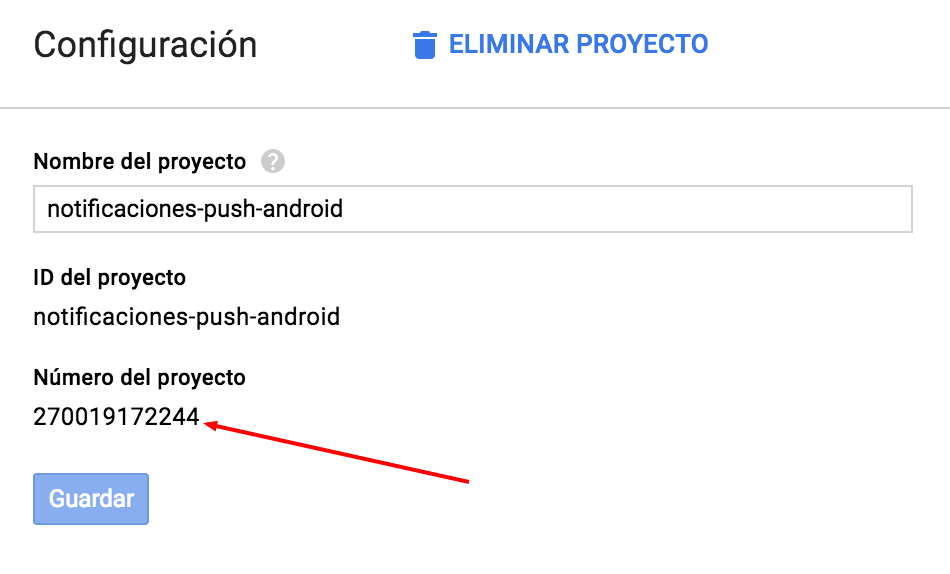 Configuración
ELIMINAR PROYECTO
Nombre del proyecto ?
notificaciones-push-android
ID del proyecto
notificaciones-push-android
Número del proyecto
270019172244
Guardar